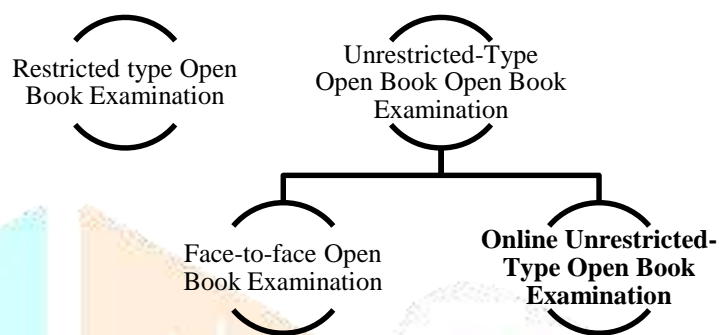 Restricted type Open
Book Examination
Unrestricted-Type
Open Book Open Book
Examination
Face-to-face Open
Book Examination
Online Unrestricted-
Type Open Book
Examination